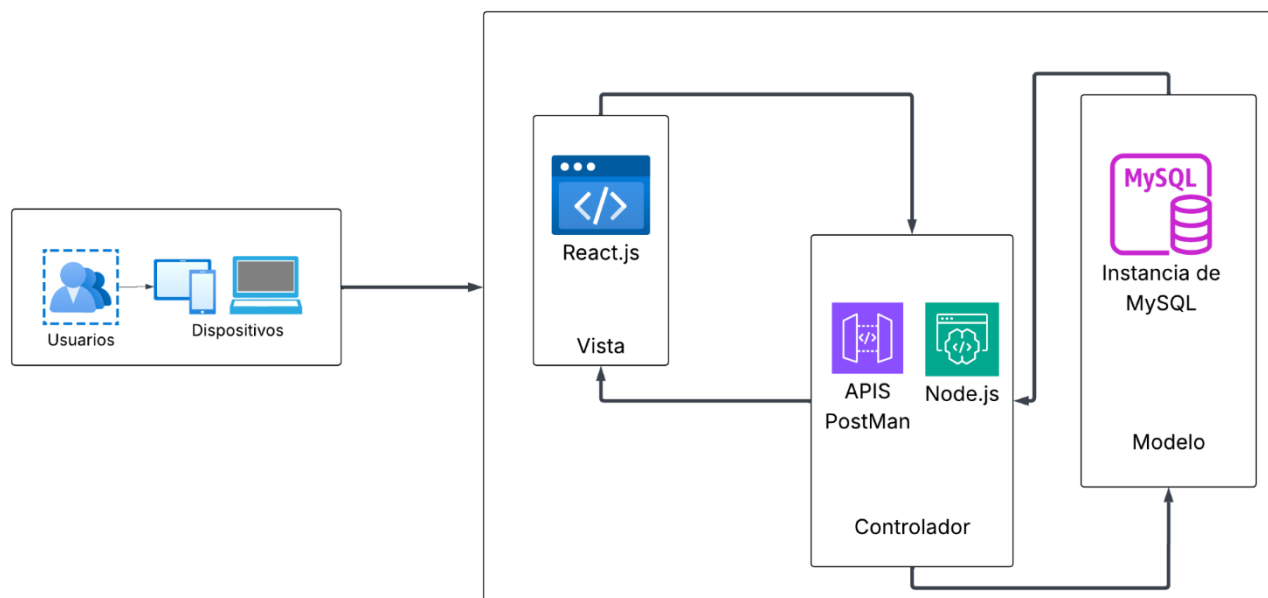 Usuarios
Dispositivos
React.js
Vista
APIS
PostMan
Node.js
Controlador
MySQL
Instancia de
MySQL
Modelo